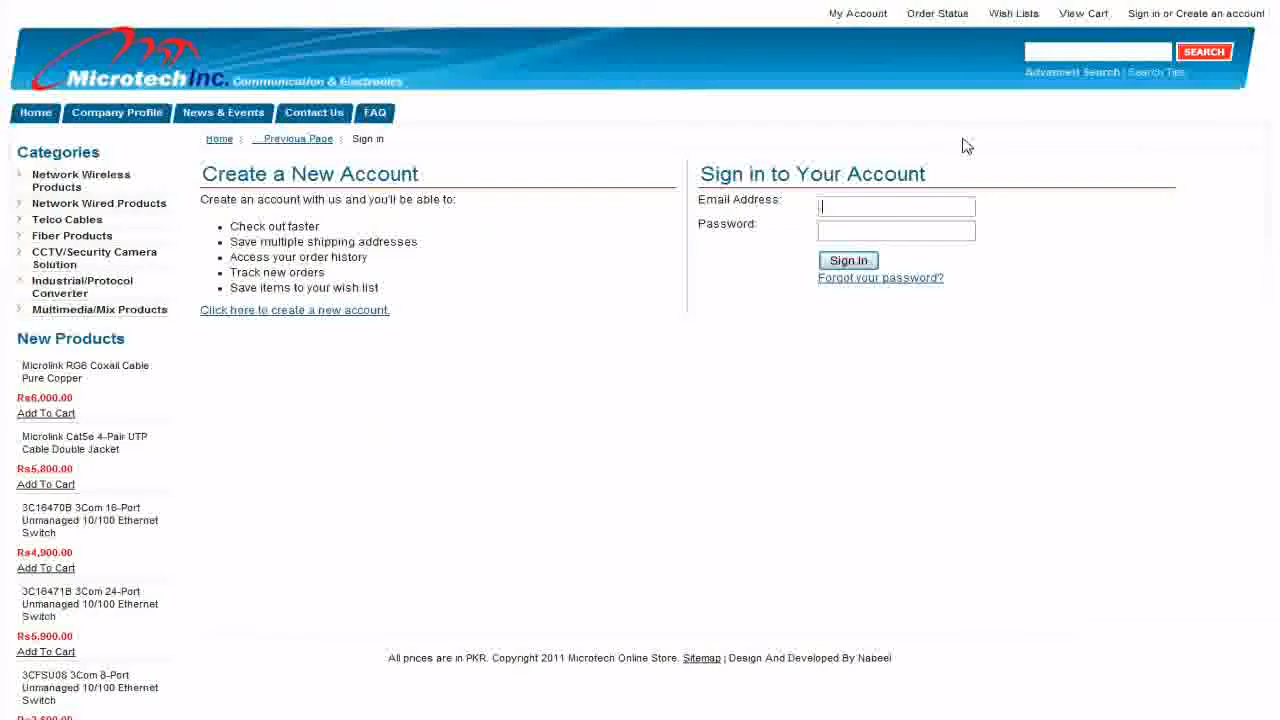 My Account Order Status Wish Lists View Cart Sign in or Create an account
Microtech Inc. Communication & Electronics
SEARCH
Advanced Search | Search Tips
Home Company Profile News & Events Contact Us FAQ
Home : ... Previous Page : Sign in
Categories
Network Wireless
Products
Network Wired Products
Telco Cables
Fiber Products
CCTV/Security Camera
Solution
Industrial/Protocol
Converter
Multimedia/Mix Products
New Products
Microlink RG6 Coxail Cable
Pure Copper
Rs6,000.00
Add To Cart
Microlink Cat5e 4-Pair UTP
Cable Double Jacket
Rs5,800.00
Add To Cart
3C16470B 3Com 16-Port
Unmanaged 10/100 Ethernet
Switch
Rs4,900.00
Add To Cart
3C16471B 3Com 24-Port
Unmanaged 10/100 Ethernet
Switch
Rs5,900.00
Add To Cart
3CFSU08 3Com 8-Port
Unmanaged 10/100 Ethernet
Switch
Create a New Account
Create an account with us and you'll be able to:
Check out faster
Save multiple shipping addresses
Access your order history
Track new orders
Save items to your wish list
Click here to create a new account.
Sign in to Your Account
Email Address:
Password:
Sign In
Forgot your password?
All prices are in PKR. Copyright 2011 Microtech Online Store. Sitemap | Design And Developed By Nabeel